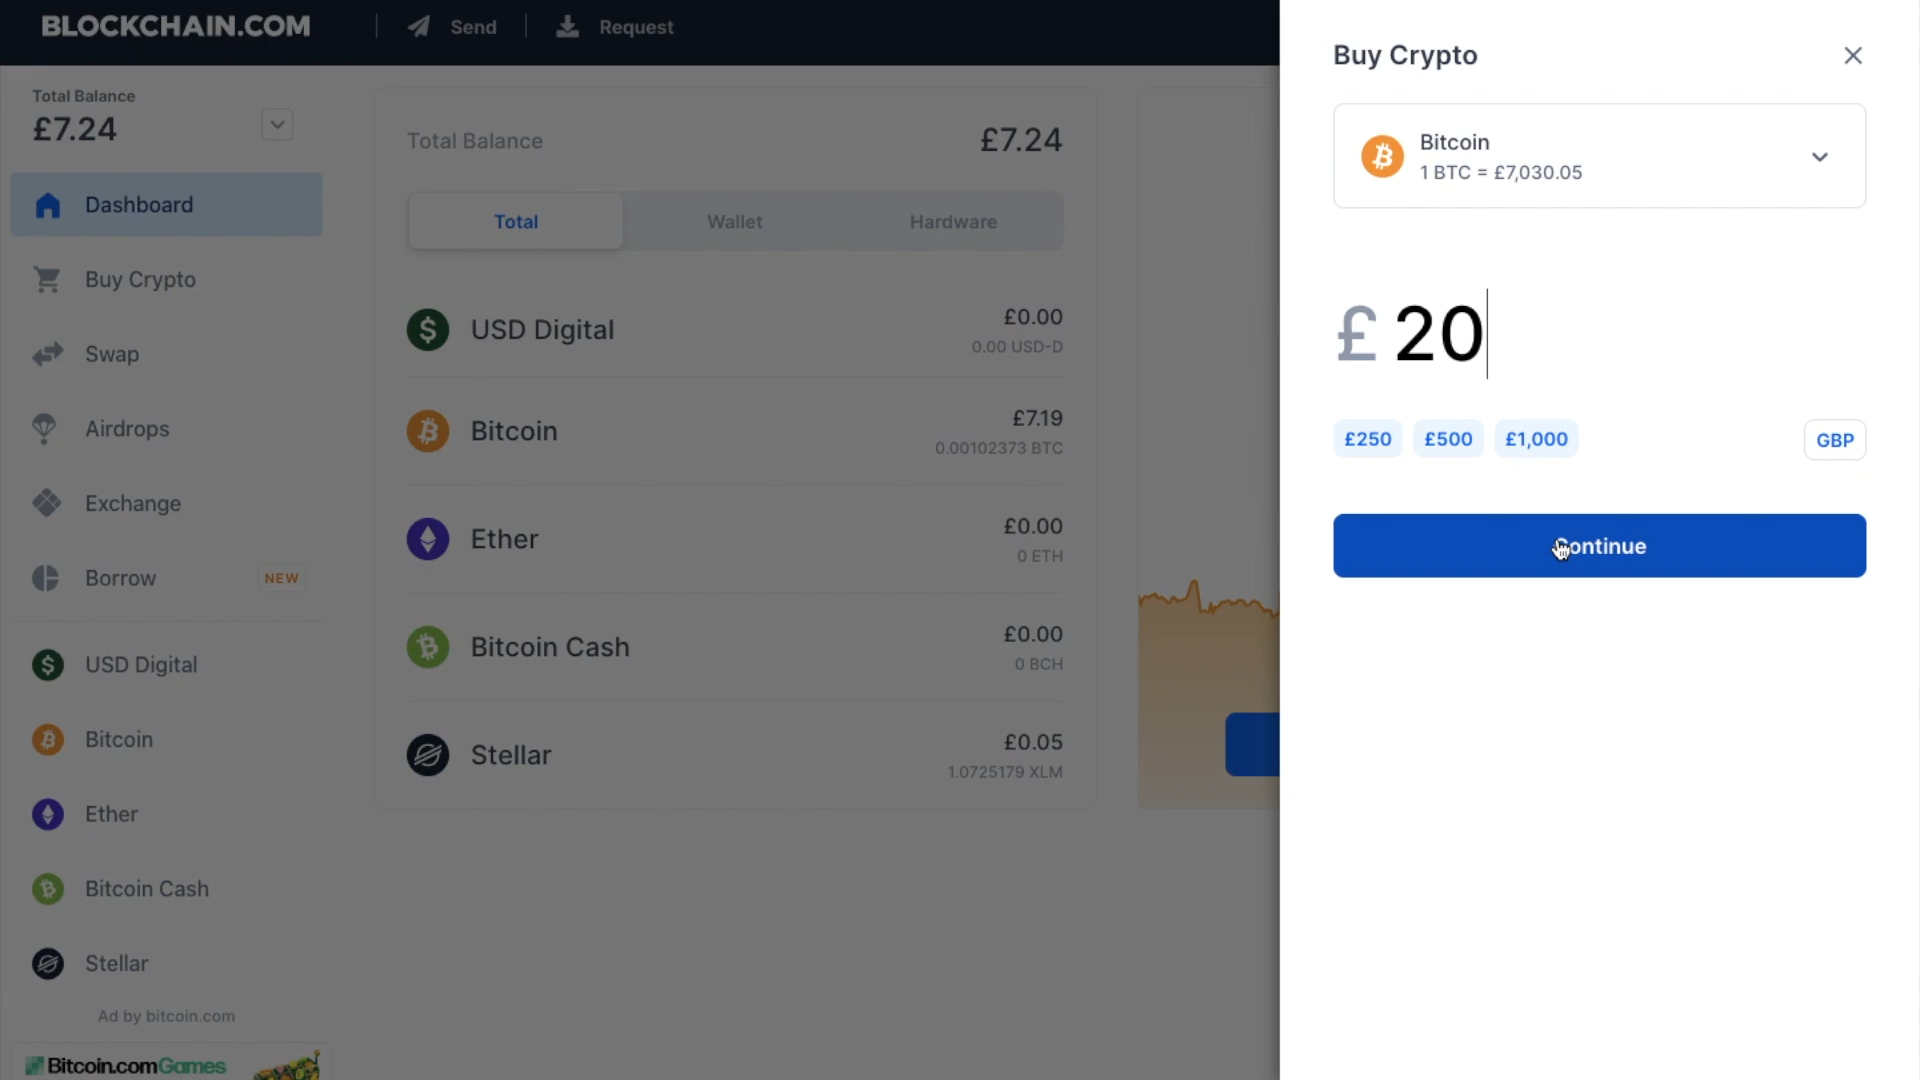 BLOCKCHAIN.COM
Send
Request
Total Balance
£7.24
Dashboard
Buy Crypto
Swap
Airdrops
Exchange
Borrow NEW
USD Digital
Bitcoin
Ether
Bitcoin Cash
Stellar
Ad by bitcoin.com
Bitcoin.comGames
Total Balance £7.24
Total Wallet Hardware
USD Digital £0.00
0.00 USD-D
Bitcoin £7.19
0.00102373 BTC
Ether £0.00
0 ETH
Bitcoin Cash £0.00
0 BCH
Stellar £0.05
1.0725179 XLM
Buy Crypto
Bitcoin
1 BTC = £7,030.05
£ 20
£250 £500 £1,000 GBP
Continue